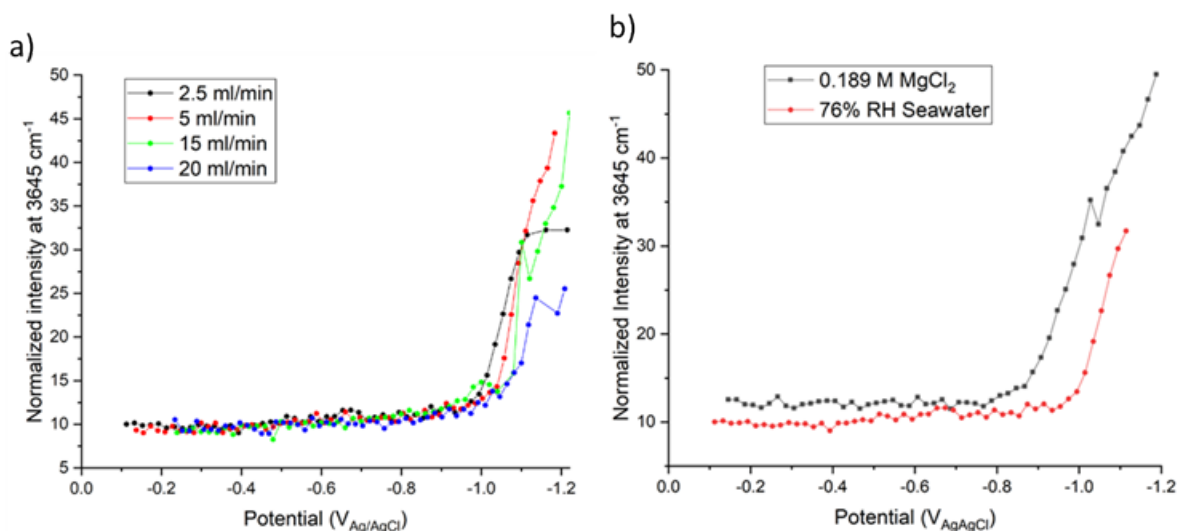 a)
Normalized intensity at 3645 cm⁻¹
50
45
40
35
30
25
20
15
10
5
2.5 ml/min
5 ml/min
15 ml/min
20 ml/min
0.0 -0.2 -0.4 -0.6 -0.8 -1.0 -1.2
Potential (V_Ag/AgCl)
b)
Normalized Intensity at 3645 cm⁻¹
50
40
30
20
10
0.189 M MgCl₂
76% RH Seawater
0.0 -0.2 -0.4 -0.6 -0.8 -1.0 -1.2
Potential (V_AgAgCl)